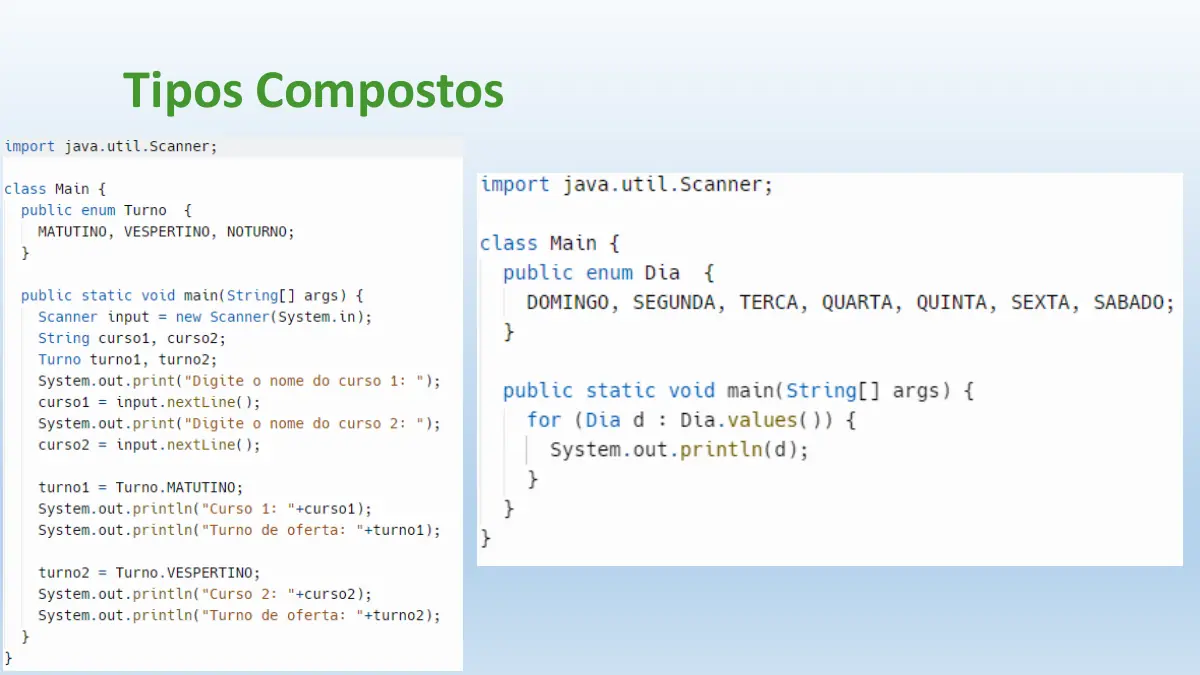 Tipos Compostos
import java.util.Scanner;
class Main {
public enum Turno {
MATUTINO, VESPERTINO, NOTURNO;
}
public static void main(String[] args) {
Scanner input = new Scanner(System.in);
String curso1, curso2;
Turno turno1, turno2;
System.out.print("Digite o nome do curso 1: ");
curso1 = input.nextLine();
System.out.print("Digite o nome do curso 2: ");
curso2 = input.nextLine();
turno1 = Turno.MATUTINO;
System.out.println("Curso 1: "+curso1);
System.out.println("Turno de oferta: "+turno1);
turno2 = Turno.VESPERTINO;
System.out.println("Curso 2: "+curso2);
System.out.println("Turno de oferta: "+turno2);
}
}
import java.util.Scanner;
class Main {
public enum Dia {
DOMINGO, SEGUNDA, TERCA, QUARTA, QUINTA, SEXTA, SABADO;
}
public static void main(String[] args) {
for (Dia d : Dia.values()) {
System.out.println(d);
}
}
}